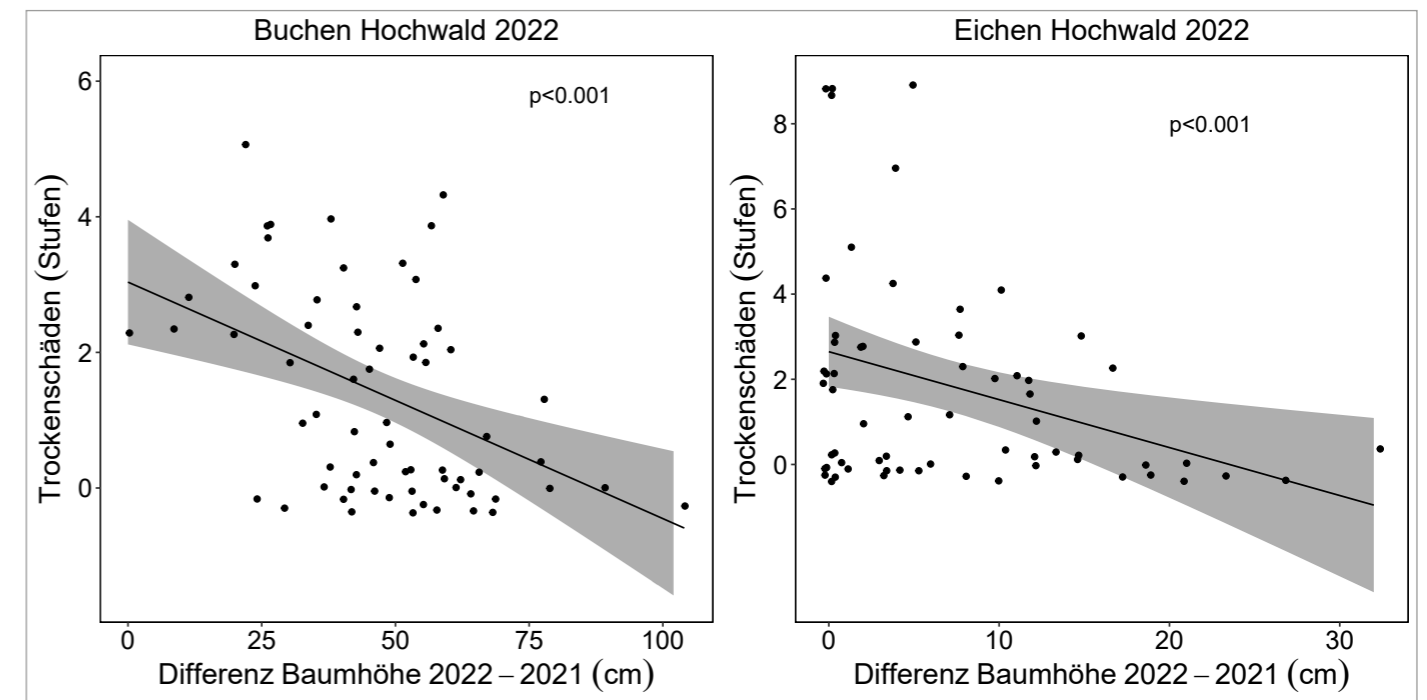 Buchen Hochwald 2022
p<0.001
Trockenschäden (Stufen)
6
4
2
0
0 25 50 75 100
Differenz Baumhöhe 2022 – 2021 (cm)
Eichen Hochwald 2022
p<0.001
Trockenschäden (Stufen)
8
6
4
2
0
0 10 20 30
Differenz Baumhöhe 2022 – 2021 (cm)